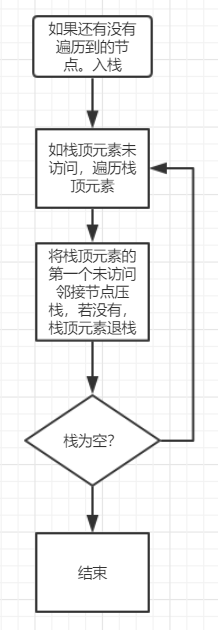 如果还有没有
遍历到的节
点。入栈
如栈顶元素未
访问，遍历栈
顶元素
将栈顶元素的
第一个未访问
邻接节点压
栈，若没有，
栈顶元素退栈
栈为空？
结束